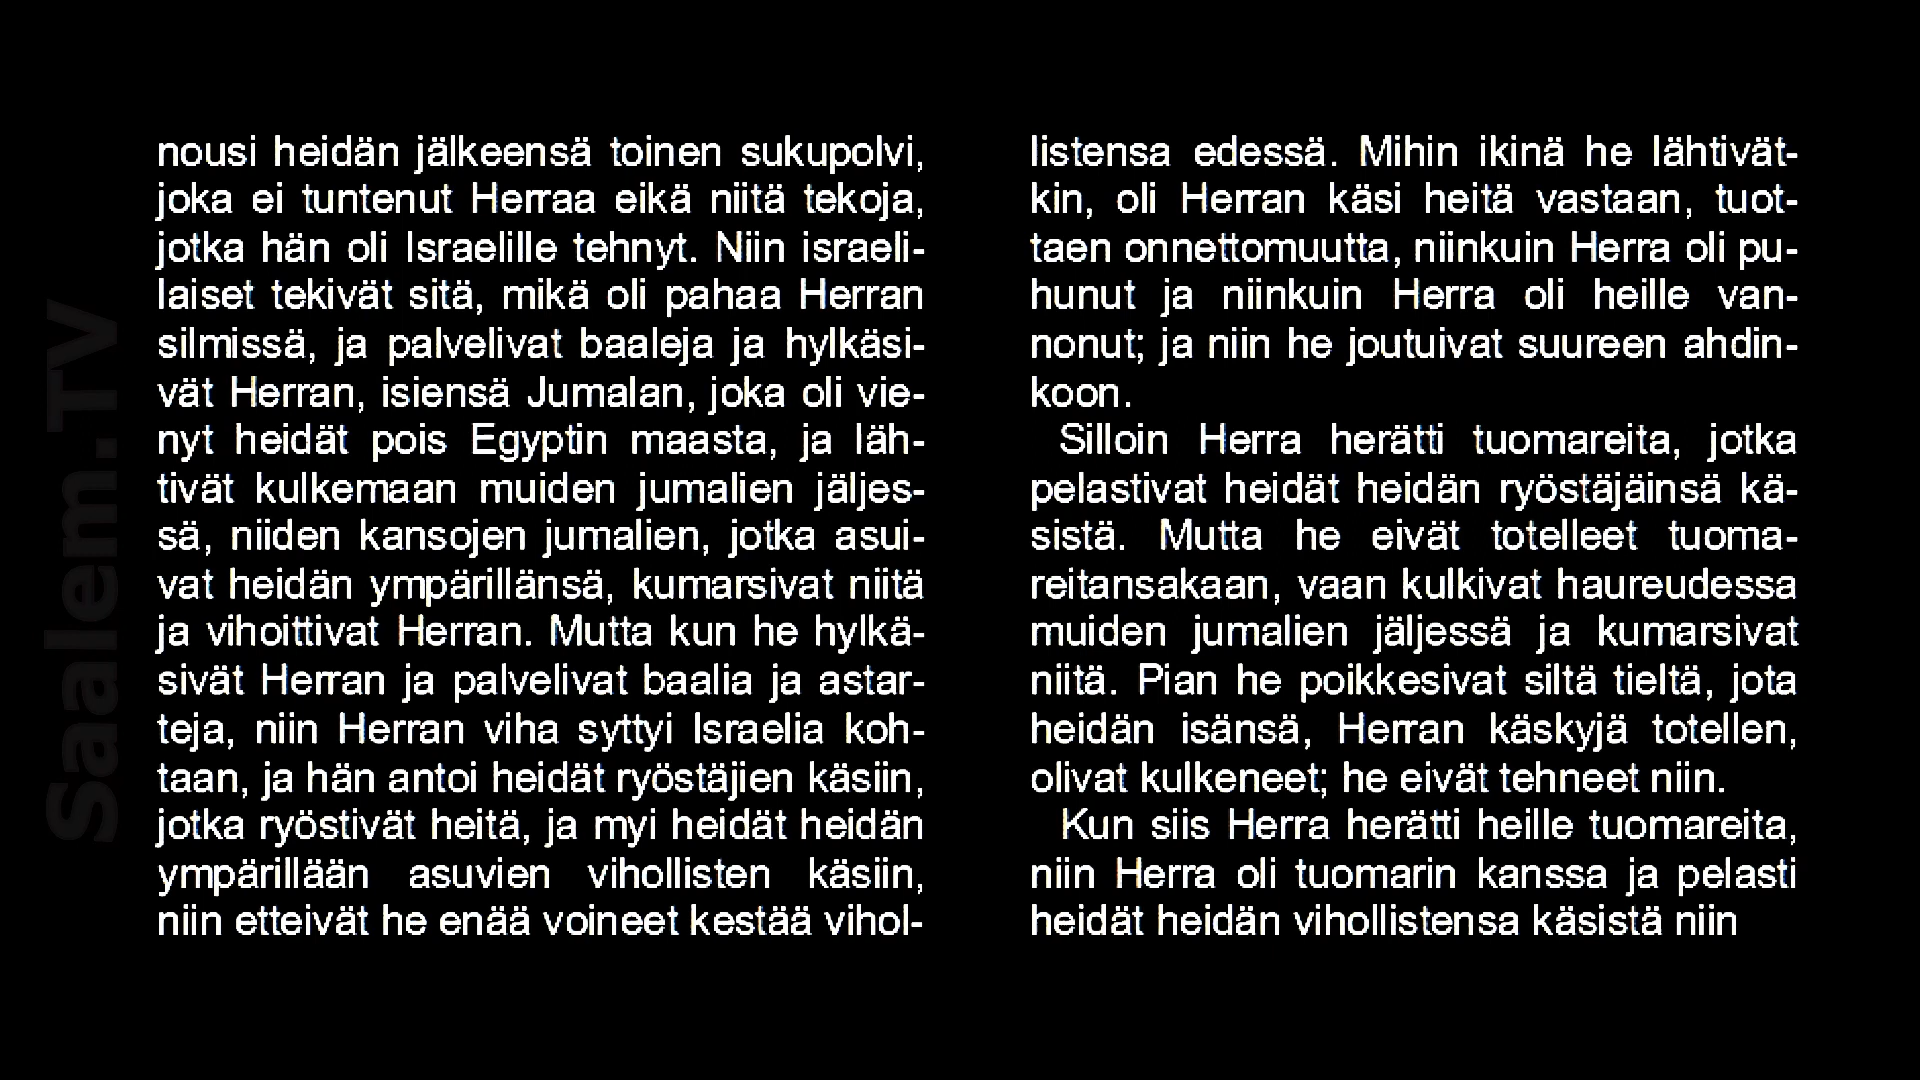 nousi heidän jälkeensä toinen sukupolvi,
joka ei tuntenut Herraa eikä niitä tekoja,
jotka hän oli Israelille tehnyt. Niin israeli-
laiset tekivät sitä, mikä oli pahaa Herran
silmissä, ja palvelivat baaleja ja hylkäsi-
vät Herran, isiensä Jumalan, joka oli vie-
nyt heidät pois Egyptin maasta, ja läh-
tivät kulkemaan muiden jumalien jäljes-
sä, niiden kansojen jumalien, jotka asui-
vat heidän ympärillänsä, kumarsivat niitä
ja vihoittivat Herran. Mutta kun he hylkä-
sivät Herran ja palvelivat baalia ja astar-
teja, niin Herran viha syttyi Israelia koh-
taan, ja hän antoi heidät ryöstäjien käsiin,
jotka ryöstivät heitä, ja myi heidät heidän
ympärillään asuvien vihollisten käsiin,
niin etteivät he enää voineet kestää vihol-
listensa edessä. Mihin ikinä he lähtivät-
kin, oli Herran käsi heitä vastaan, tuot-
taen onnettomuutta, niinkuin Herra oli pu-
hunut ja niinkuin Herra oli heille van-
nonut; ja niin he joutuivat suureen ahdin-
koon.
Silloin Herra herätti tuomareita, jotka
pelastivat heidät heidän ryöstäjäinsä kä-
sistä. Mutta he eivät totelleet tuoma-
reitansakaan, vaan kulkivat haureudessa
muiden jumalien jäljessä ja kumarsivat
niitä. Pian he poikkesivat siltä tieltä, jota
heidän isänsä, Herran käskyjä totellen,
olivat kulkeneet; he eivät tehneet niin.
Kun siis Herra herätti heille tuomareita,
niin Herra oli tuomarin kanssa ja pelasti
heidät heidän vihollistensa käsistä niin
Saalem.TV